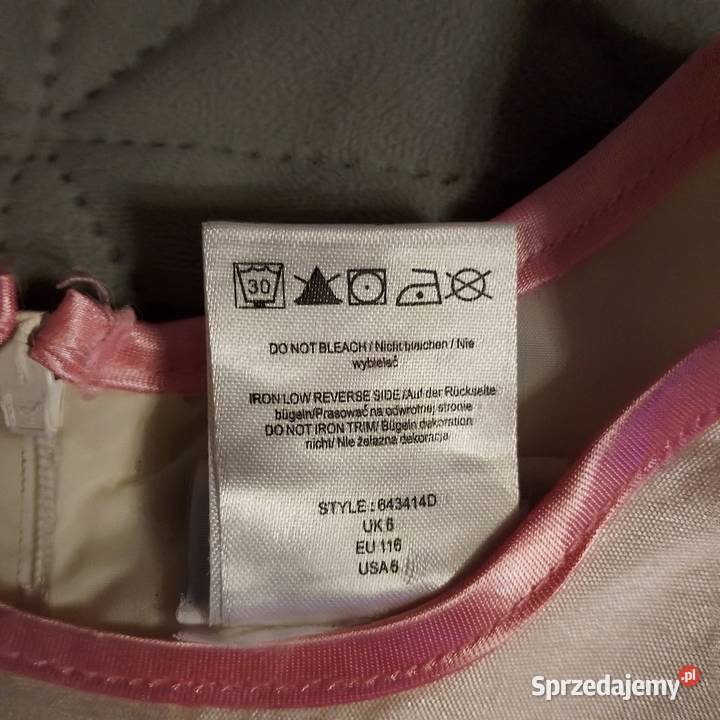 30
DO NOT BLEACH / Nicht bleichen / Nie
wybielać
IRON LOW REVERSE SIDE /Auf der Rückseite
bügeln/Prasować na odwrotnej stronie
DO NOT IRON TRIM/ Bügeln dekoration
nicht/ Nie żelazna dekoracja
STYLE : 643414D
UK 6
EU 116
USA 6
Sprzedajemy.pl